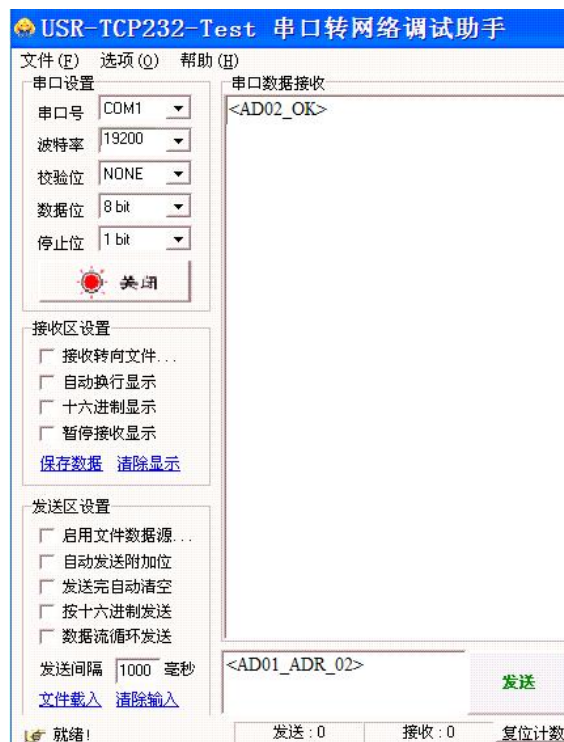 USR-TCP232-Test 串口转网络调试助手
文件(F) 选项(O) 帮助(H)
串口设置
串口号 COM1
波特率 19200
校验位 NONE
数据位 8 bit
停止位 1 bit
关闭
接收区设置
接收转向文件...
自动换行显示
十六进制显示
暂停接收显示
保存数据 清除显示
发送区设置
启用文件数据源...
自动发送附加位
发送完自动清空
按十六进制发送
数据流循环发送
发送间隔 1000 毫秒
文件载入 清除输入
串口数据接收
<AD02_OK>
<AD01_ADR_02>
发送
就绪!
发送:0
接收:0
复位计数